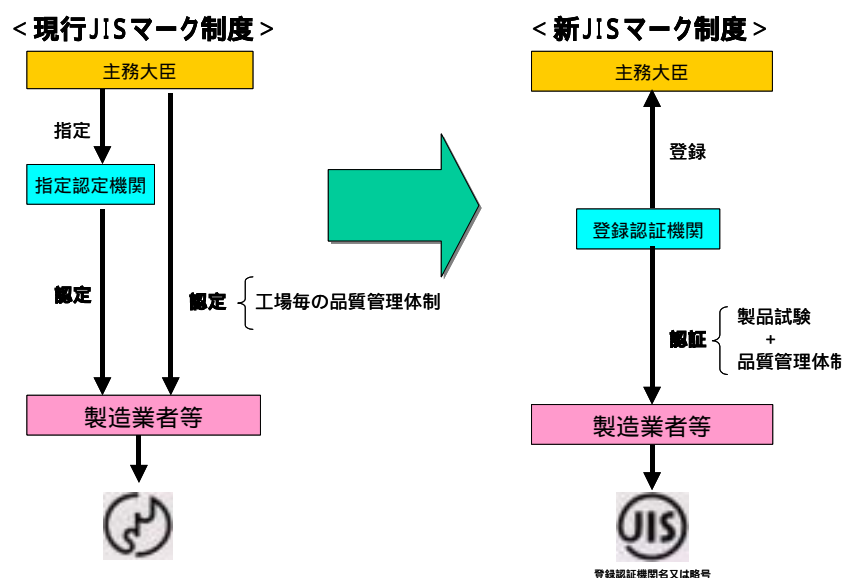 <現行JISマーク制度>
主務大臣
指定
指定認定機関
認定
認定
工場毎の品質管理体制
製造業者等
<新JISマーク制度>
主務大臣
登録
登録認証機関
認証
製品試験
+
品質管理体制
製造業者等
JIS
登録認証機関名又は略号